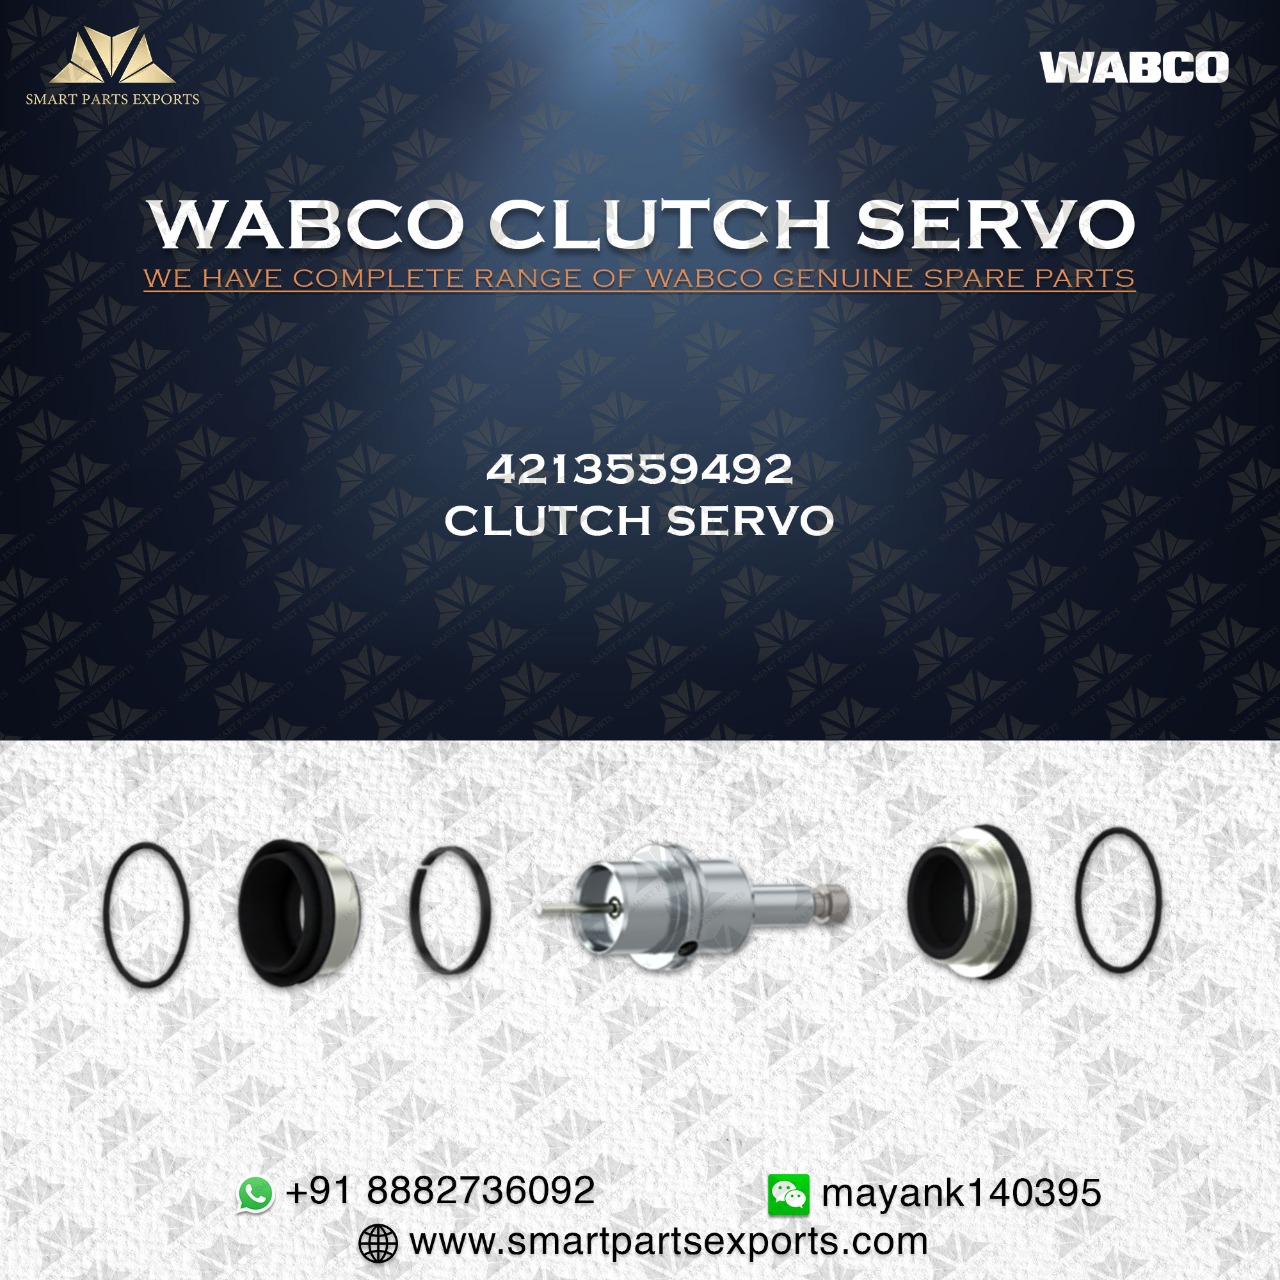 SMART PARTS EXPORTS
WABCO
WABCO CLUTCH SERVO
WE HAVE COMPLETE RANGE OF WABCO GENUINE SPARE PARTS
4213559492
CLUTCH SERVO
+91 8882736092
mayank140395
www.smartpartsexports.com